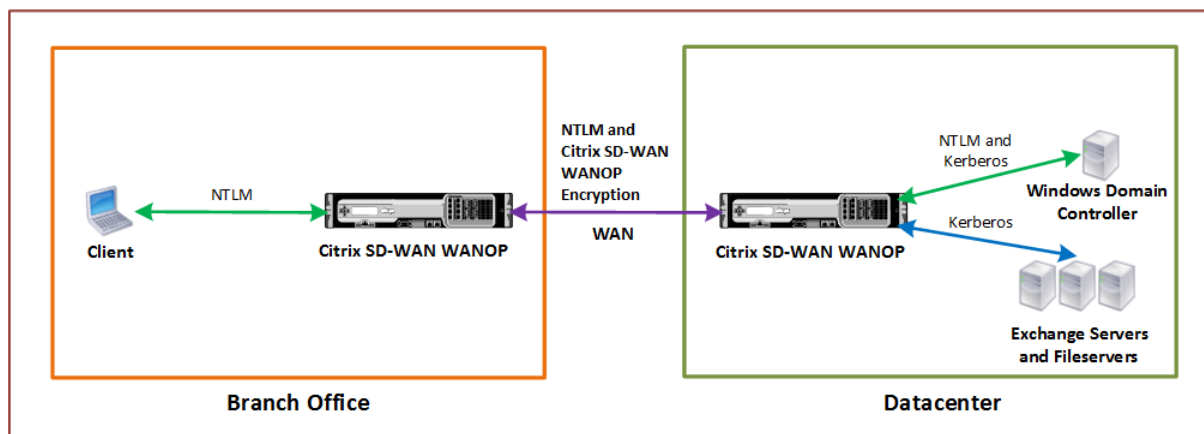 Client
NTLM
Citrix SD-WAN WANOP
NTLM and
Citrix SD-WAN
WANOP
Encryption
WAN
Citrix SD-WAN WANOP
NTLM and
Kerberos
Windows Domain
Controller
Kerberos
Exchange Servers
and Fileservers
Branch Office
Datacenter